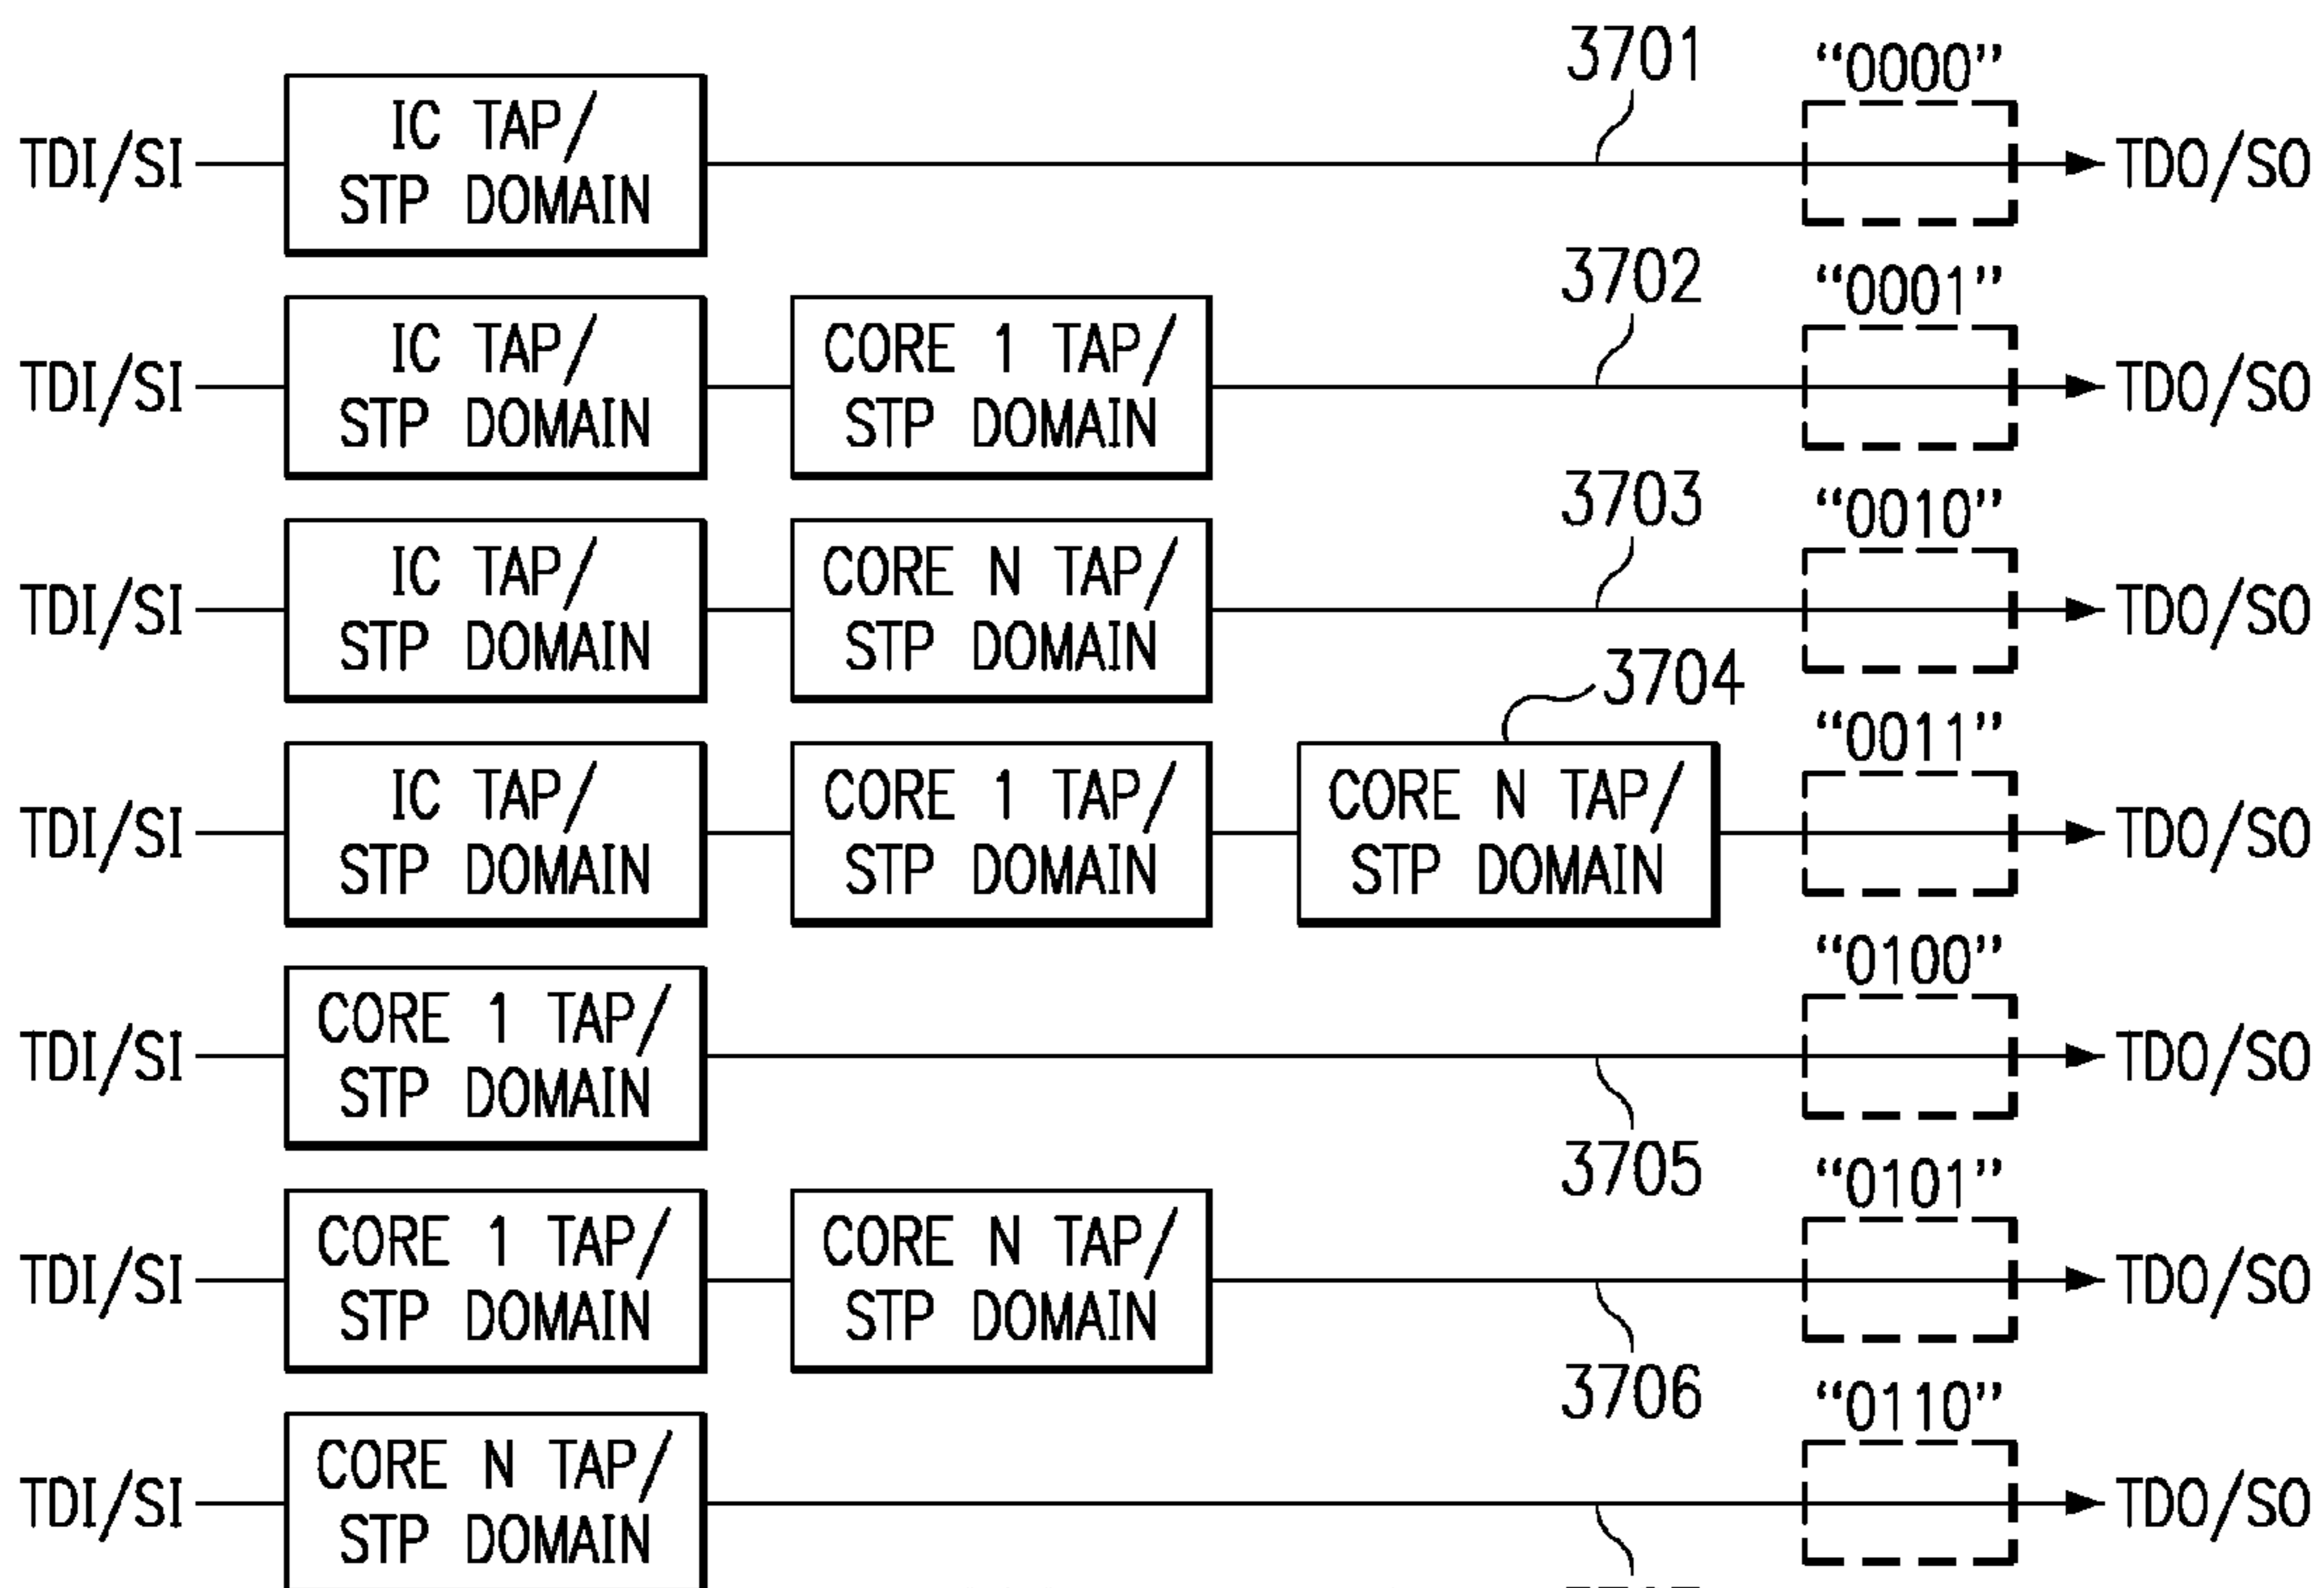 3701
“0000”
TDI/SI
IC TAP/
STP DOMAIN
TDO/SO
3702
“0001”
TDI/SI
IC TAP/
STP DOMAIN
CORE 1 TAP/
STP DOMAIN
TDO/SO
3703
“0010”
TDI/SI
IC TAP/
STP DOMAIN
CORE N TAP/
STP DOMAIN
TDO/SO
3704
“0011”
TDI/SI
IC TAP/
STP DOMAIN
CORE 1 TAP/
STP DOMAIN
CORE N TAP/
STP DOMAIN
TDO/SO
“0100”
TDI/SI
CORE 1 TAP/
STP DOMAIN
TDO/SO
3705
“0101”
TDI/SI
CORE 1 TAP/
STP DOMAIN
CORE N TAP/
STP DOMAIN
TDO/SO
3706
“0110”
TDI/SI
CORE N TAP/
STP DOMAIN
TDO/SO